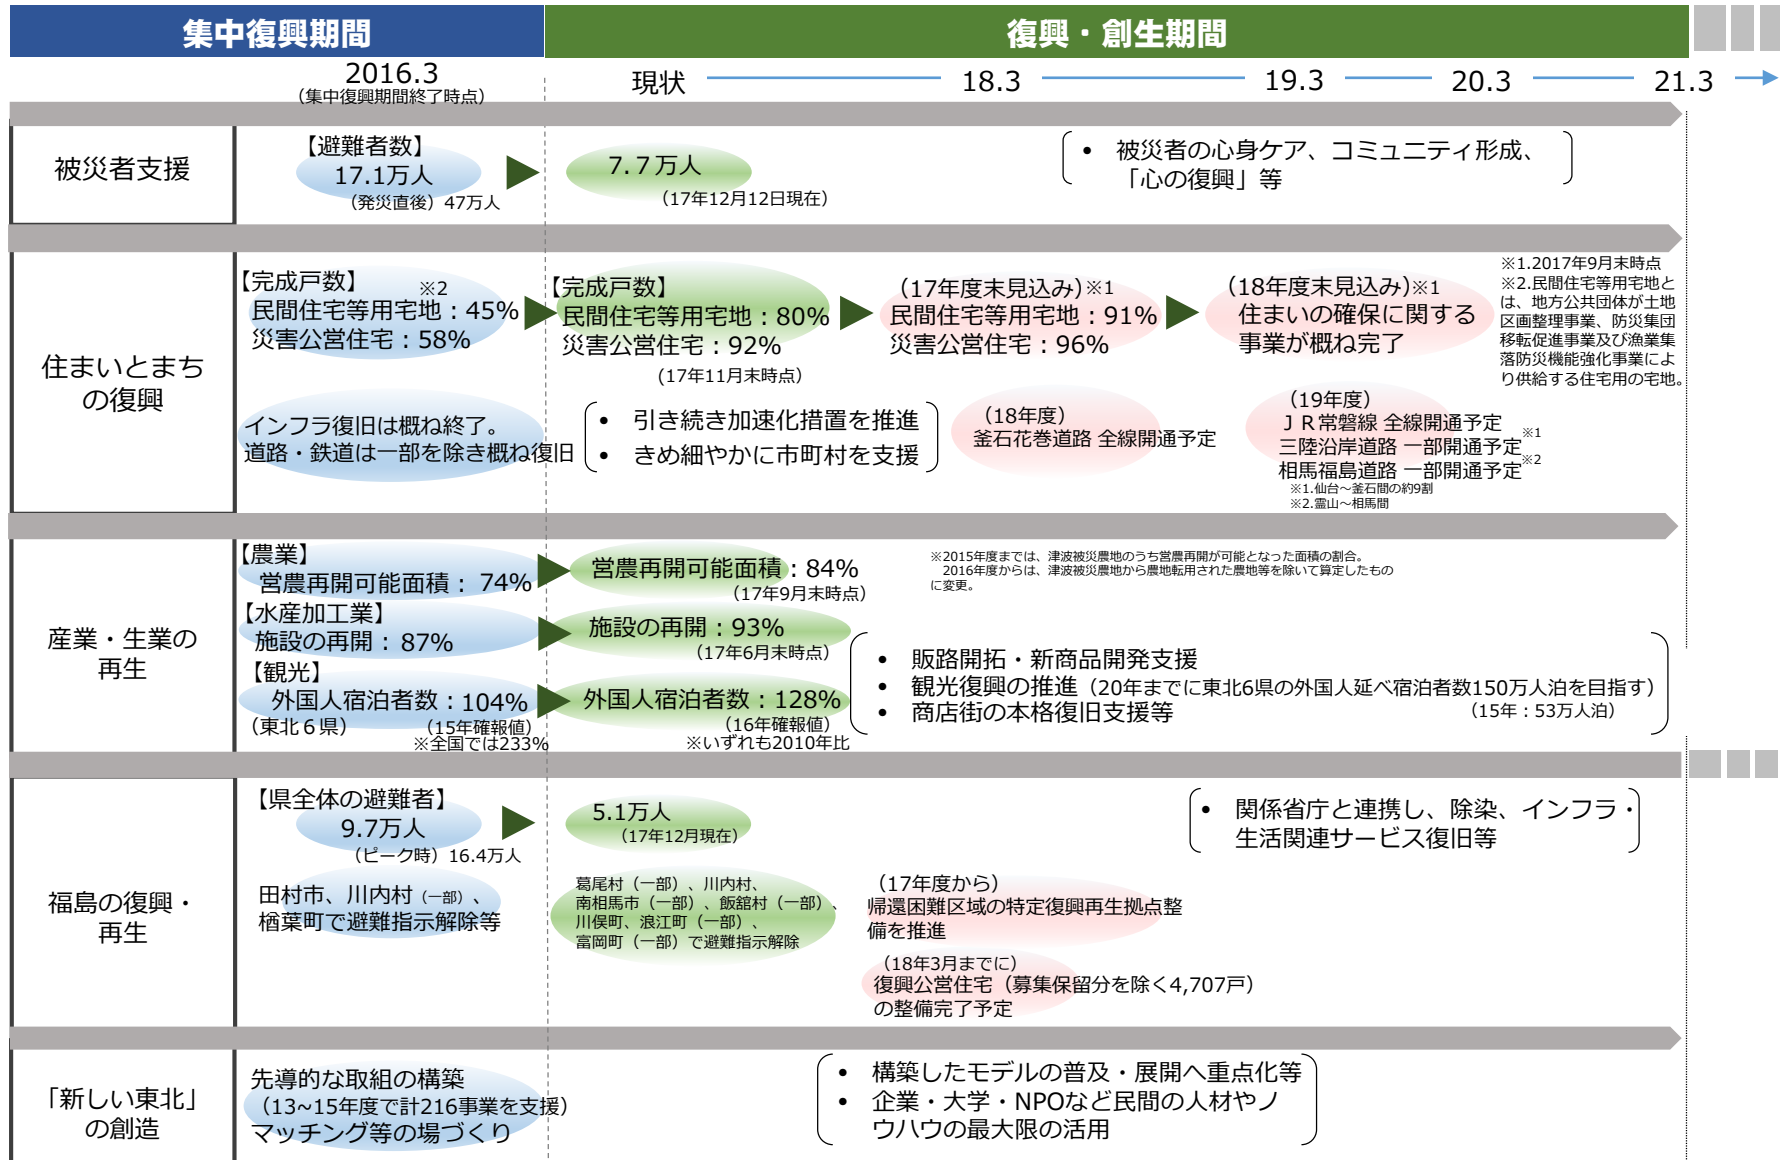 集中復興期間
復興・創生期間
2016.3
（集中復興期間終了時点）
現状
18.3
19.3
20.3
21.3
被災者支援
【避難者数】
17.1万人
（発災直後）47万人
7.7万人
（17年12月12日現在）
• 被災者の心身ケア、コミュニティ形成、
「心の復興」等
住まいとまち
の復興
【完成戸数】
※2
民間住宅等用宅地：45%
災害公営住宅：58%
【完成戸数】
民間住宅等用宅地：80%
災害公営住宅：92%
（17年11月末時点）
（17年度末見込み）※1
民間住宅等用宅地：91%
災害公営住宅：96%
（18年度末見込み）※1
住まいの確保に関する
事業が概ね完了
※1.2017年9月末時点
※2.民間住宅等用宅地と
は、地方公共団体が土地
区画整理事業、防災集団
移転促進事業及び漁業集
落防災機能強化事業によ
り供給する住宅用の宅地。
インフラ復旧は概ね終了。
道路・鉄道は一部を除き概ね復旧
• 引き続き加速化措置を推進
• きめ細やかに市町村を支援
（18年度）
釜石花巻道路 全線開通予定
（19年度）
ＪＲ常磐線 全線開通予定
三陸沿岸道路 一部開通予定※1
相馬福島道路 一部開通予定※2
※1.仙台～釜石間の約9割
※2.霊山～相馬間
産業・生業の
再生
【農業】
営農再開可能面積：74%
【水産加工業】
施設の再開：87%
【観光】
外国人宿泊者数：104%
（東北６県）
（15年確報値）
※全国では233%
営農再開可能面積：84%
（17年9月末時点）
施設の再開：93%
（17年6月末時点）
外国人宿泊者数：128%
（16年確報値）
※いずれも2010年比
※2015年度までは、津波被災農地のうち営農再開が可能となった面積の割合。
2016年度からは、津波被災農地から農地転用された農地等を除いて算定したもの
に変更。
• 販路開拓・新商品開発支援
• 観光復興の推進（20年までに東北6県の外国人延べ宿泊者数150万人泊を目指す）
• 商店街の本格復旧支援等
（15年：53万人泊）
福島の復興・
再生
【県全体の避難者】
9.7万人
（ピーク時）16.4万人
5.1万人
（17年12月現在）
• 関係省庁と連携し、除染、インフラ・
生活関連サービス復旧等
田村市、川内村（一部）、
楢葉町で避難指示解除等
葛尾村（一部）、川内村、
南相馬市（一部）、飯舘村（一部）、
川俣町、浪江町（一部）、
富岡町（一部）で避難指示解除
（17年度から）
帰還困難区域の特定復興再生拠点整
備を推進
（18年3月までに）
復興公営住宅（募集保留分を除く4,707戸）
の整備完了予定
「新しい東北」
の創造
先導的な取組の構築
（13~15年度で計216事業を支援）
マッチング等の場づくり
• 構築したモデルの普及・展開へ重点化等
• 企業・大学・NPOなど民間の人材やノ
ウハウの最大限の活用